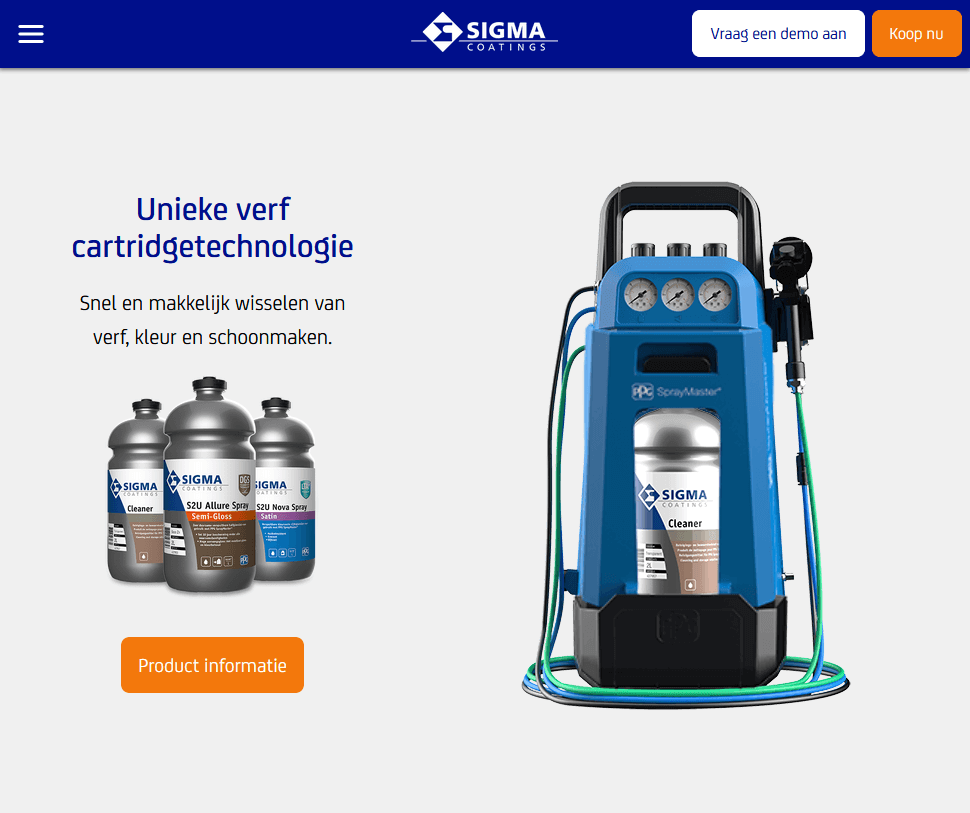 SIGMA
COATINGS
Vraag een demo aan
Koop nu
Unieke verf
cartridgetechnologie
Snel en makkelijk wisselen van
verf, kleur en schoonmaken.
SIGMA
COATINGS
Cleaner
SIGMA
COATINGS
S2U Allure Spray
Semi-Gloss
SIGMA
COATINGS
S2U Nova Spray
Satin
Product informatie
PPG SprayMaster
SIGMA
COATINGS
Cleaner
2L
PPG